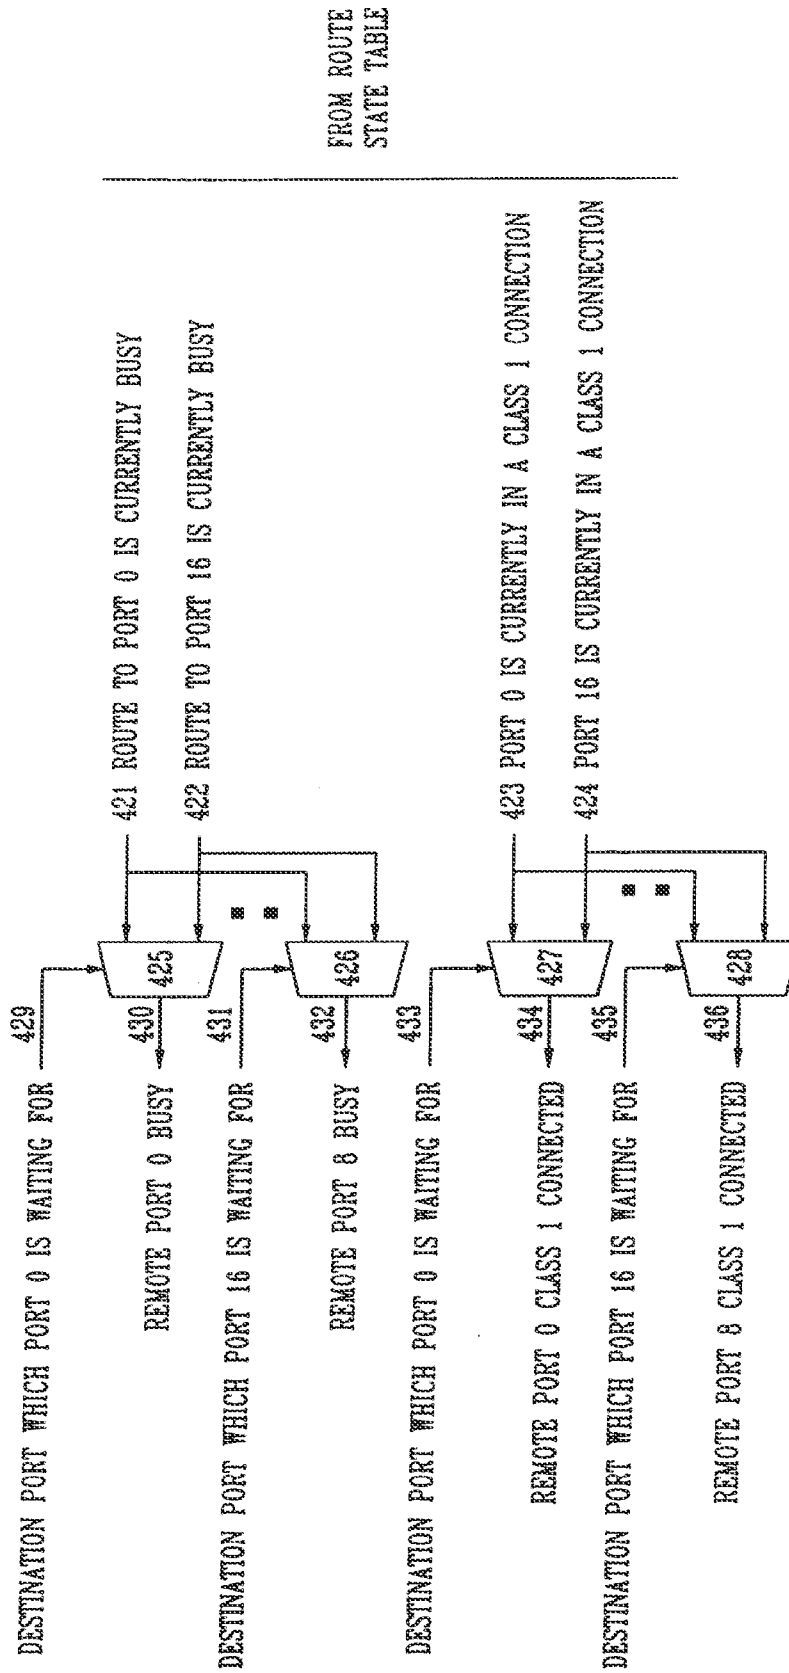 FROM ROUTE
STATE TABLE
429
DESTINATION PORT WHICH PORT 0 IS WAITING FOR
421 ROUTE TO PORT 0 IS CURRENTLY BUSY
425
430
REMOTE PORT 0 BUSY
422 ROUTE TO PORT 16 IS CURRENTLY BUSY
431
DESTINATION PORT WHICH PORT 16 IS WAITING FOR
426
432
REMOTE PORT 8 BUSY
433
DESTINATION PORT WHICH PORT 0 IS WAITING FOR
423 PORT 0 IS CURRENTLY IN A CLASS 1 CONNECTION
427
434
REMOTE PORT 0 CLASS 1 CONNECTED
424 PORT 16 IS CURRENTLY IN A CLASS 1 CONNECTION
435
DESTINATION PORT WHICH PORT 16 IS WAITING FOR
428
436
REMOTE PORT 8 CLASS 1 CONNECTED